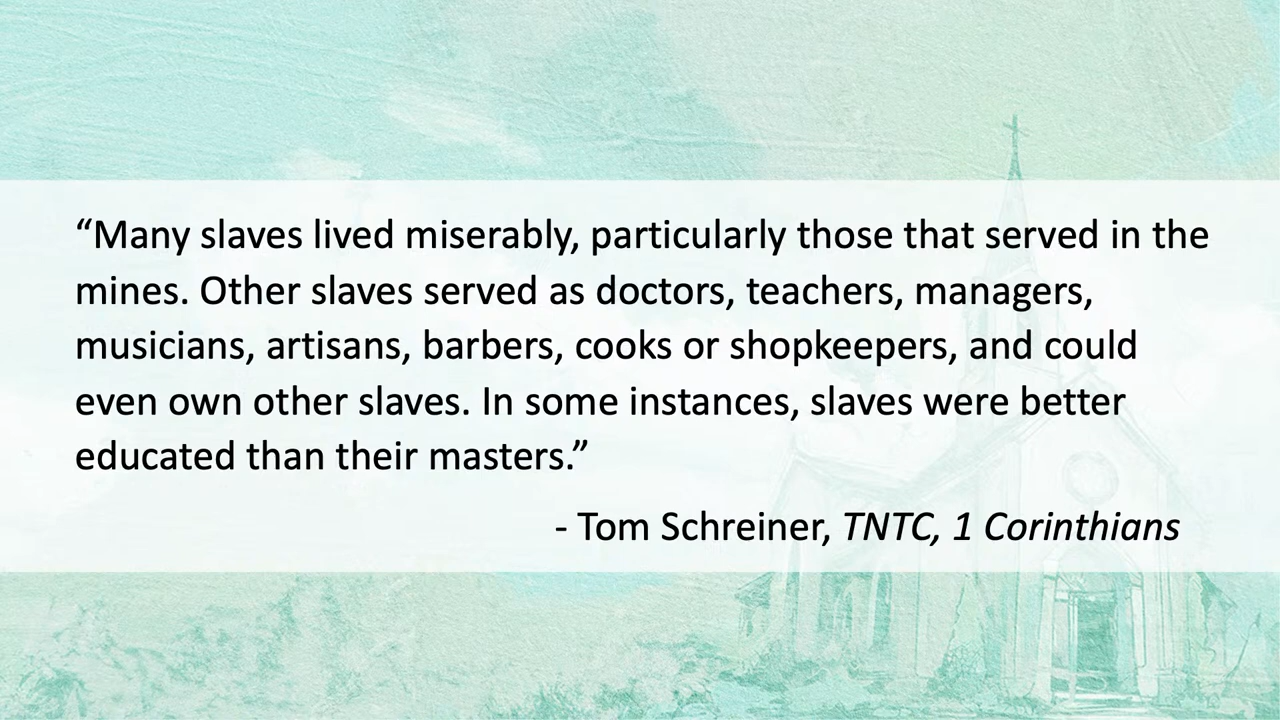 “Many slaves lived miserably, particularly those that served in the
mines. Other slaves served as doctors, teachers, managers,
musicians, artisans, barbers, cooks or shopkeepers, and could
even own other slaves. In some instances, slaves were better
educated than their masters.”
- Tom Schreiner, TNTC, 1 Corinthians